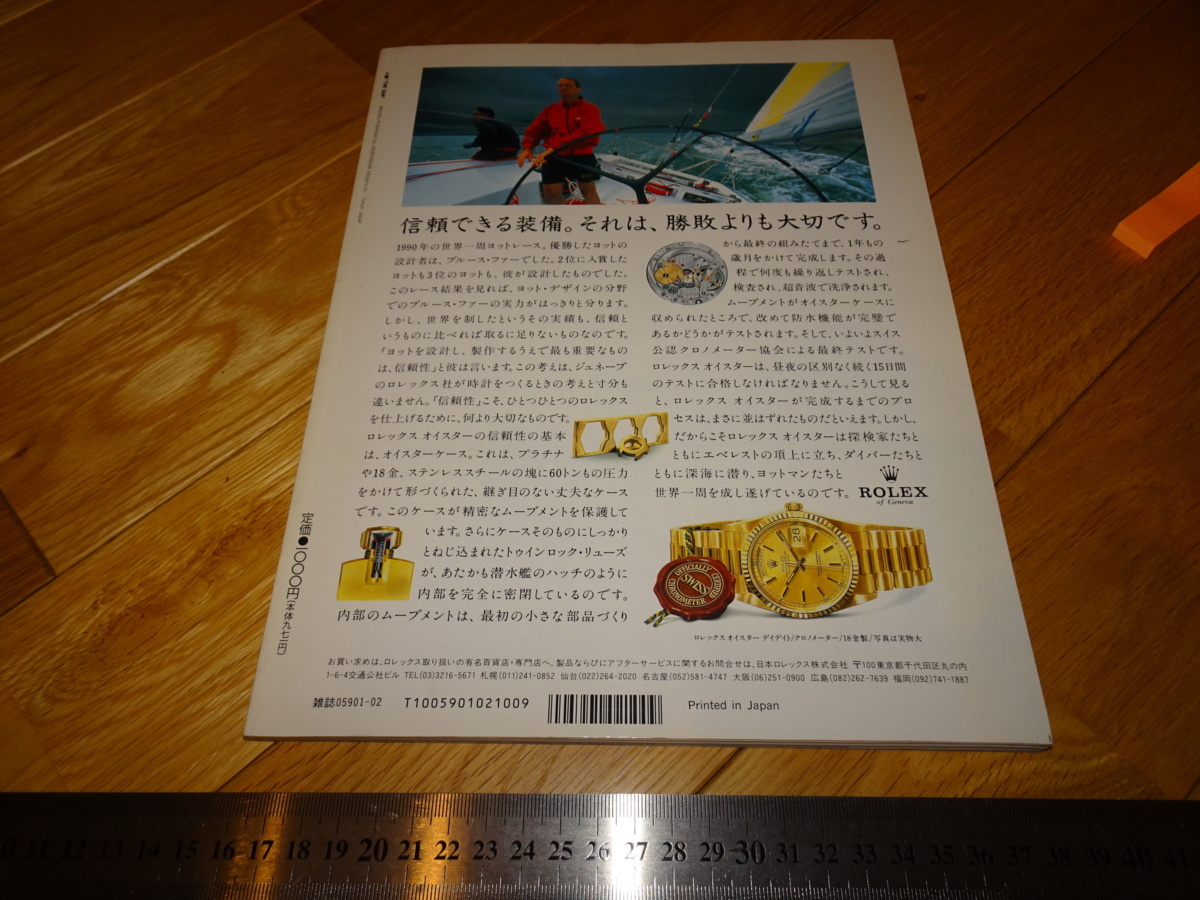 信頼できる装備。それは、勝敗よりも大切です。
1990年の世界一周ヨットレース。優勝したヨットの
設計者は、ブルース・ファーでした。2位に入賞した
ヨットも3位のヨットも、彼が設計したものでした。
このレース結果を見れば、ヨット・デザインの分野
でのブルース・ファーの実力がはっきりと分ります。
しかし、世界を制したというその実績も、信頼と
いうものに比べれば取るに足りないものなのです。
「ヨットを設計し、製作するうえで最も重要なもの
は、信頼性」と彼は言います。この考えは、ジュネーブ
のロレックス社が時計をつくるときの考えと寸分も
違いません。「信頼性」こそ、ひとつひとつのロレックス
を仕上げるために、何より大切なものです。
ロレックス オイスターの信頼性の基本
は、オイスターケース。これは、プラチナ
や18金、ステンレススチールの塊に60トンもの圧力
をかけて形づくられた、継ぎ目のない丈夫なケース
です。このケースが精密なムーブメントを保護して
います。さらにケースそのものにしっかり
とねじ込まれたトゥインロック・リューズ
が、あたかも潜水艦のハッチのように
内部を完全に密閉しているのです。
内部のムーブメントは、最初の小さな部品づくり
から最終の組みたてまで、1年もの
歳月をかけて完成します。その過
程で何度も繰り返しテストされ、
検査され、超音波で洗浄されます。
ムーブメントがオイスターケースに
収められたところで、改めて防水機能が完璧で
あるかどうかがテストされます。そして、いよいよスイス
公認クロノメーター協会による最終テストです。
ロレックス オイスターは、昼夜の区別なく続く15日間
のテストに合格しなければなりません。こうして見る
と、ロレックス オイスターが完成するまでのプロ
セスは、まさに並はずれたものだといえます。しかし、
だからこそロレックス オイスターは探検家たちと
ともにエベレストの頂上に立ち、ダイバーたちと
ともに深海に潜り、ヨットマンたちと
世界一周を成し遂げているのです。
ROLEX
of Geneva
OFFICIALLY CERTIFIED
SWISS
CHRONOMETER
28
ロレックス オイスター デイデイト/クロノメーター/18金製/写真は実物大
お買い求めは、ロレックス取り扱いの有名百貨店・専門店へ。製品ならびにアフターサービスに関するお問合せは、日本ロレックス株式会社 〒100東京都千代田区丸の内
1-6-4交通公社ビル TEL(03)3216-5671 札幌(011)241-0852 仙台(022)264-2020 名古屋(052)581-4747 大阪(06)251-0900 広島(082)262-7639 福岡(092)741-1887
雑誌05901-02 T1005901021009 Printed in Japan
定価●1000円(本体九七一円)
11 12 13 14 15 16 17 18 19 20 21 22 23 24 25 26 27 28 29 30 31 32 33 34 35 36 37 38 39 40 41